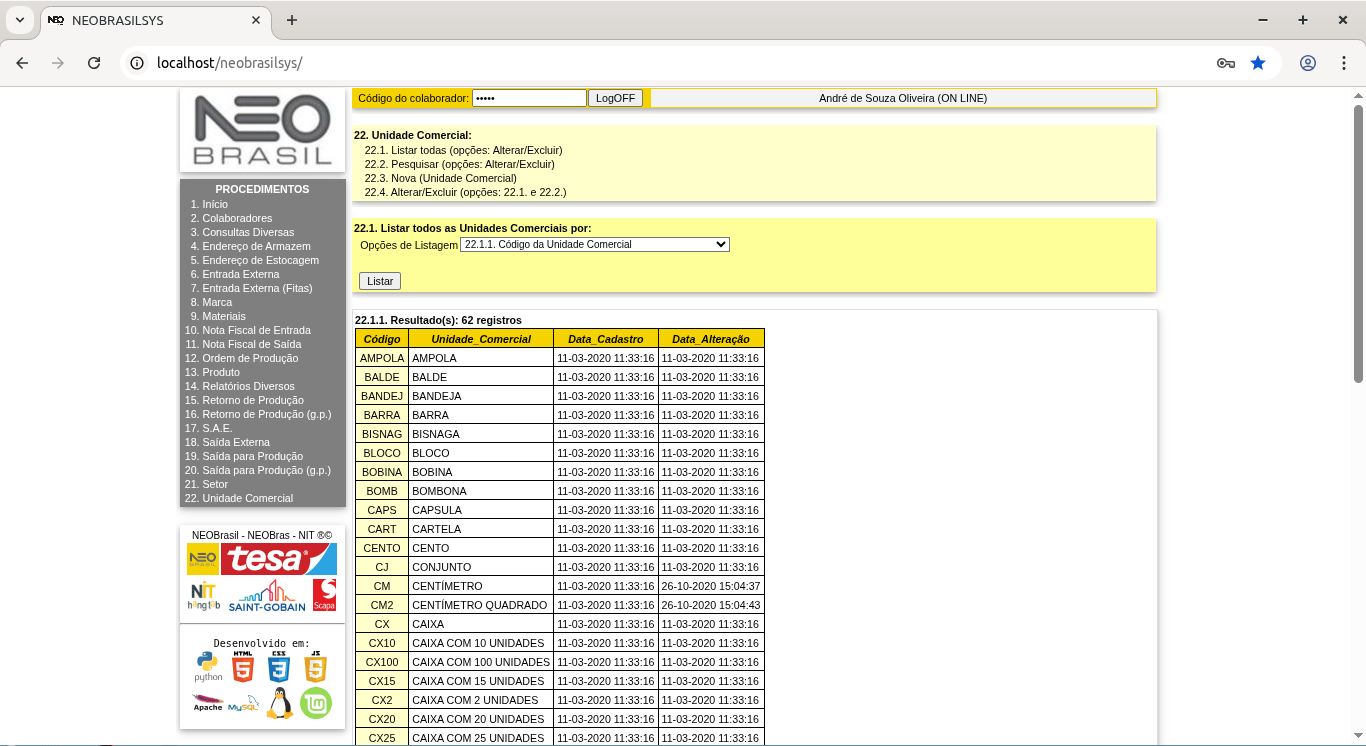 NEOBRASILSYS
localhost/neobrasilsys/
NEO
BRASIL
Código do colaborador: ••••• LogOFF André de Souza Oliveira (ON LINE)
22. Unidade Comercial:
22.1. Listar todas (opções: Alterar/Excluir)
22.2. Pesquisar (opções: Alterar/Excluir)
22.3. Nova (Unidade Comercial)
22.4. Alterar/Excluir (opções: 22.1. e 22.2.)
PROCEDIMENTOS
1. Início
2. Colaboradores
3. Consultas Diversas
4. Endereço de Armazem
5. Endereço de Estocagem
6. Entrada Externa
7. Entrada Externa (Fitas)
8. Marca
9. Materiais
10. Nota Fiscal de Entrada
11. Nota Fiscal de Saída
12. Ordem de Produção
13. Produto
14. Relatórios Diversos
15. Retorno de Produção
16. Retorno de Produção (g.p.)
17. S.A.E.
18. Saída Externa
19. Saída para Produção
20. Saída para Produção (g.p.)
21. Setor
22. Unidade Comercial
NEOBrasil - NEOBras - NIT ®©
NEO BRASIL tesa
NIT hong lab SAINT-GOBAIN Scapa
Desenvolvido em:
python HTML 5 CSS 3 JS 5
Apache MySQL
22.1. Listar todos as Unidades Comerciais por:
Opções de Listagem 22.1.1. Código da Unidade Comercial
Listar
22.1.1. Resultado(s): 62 registros
Código Unidade_Comercial Data_Cadastro Data_Alteração
AMPOLA AMPOLA 11-03-2020 11:33:16 11-03-2020 11:33:16
BALDE BALDE 11-03-2020 11:33:16 11-03-2020 11:33:16
BANDEJ BANDEJA 11-03-2020 11:33:16 11-03-2020 11:33:16
BARRA BARRA 11-03-2020 11:33:16 11-03-2020 11:33:16
BISNAG BISNAGA 11-03-2020 11:33:16 11-03-2020 11:33:16
BLOCO BLOCO 11-03-2020 11:33:16 11-03-2020 11:33:16
BOBINA BOBINA 11-03-2020 11:33:16 11-03-2020 11:33:16
BOMB BOMBONA 11-03-2020 11:33:16 11-03-2020 11:33:16
CAPS CAPSULA 11-03-2020 11:33:16 11-03-2020 11:33:16
CART CARTELA 11-03-2020 11:33:16 11-03-2020 11:33:16
CENTO CENTO 11-03-2020 11:33:16 11-03-2020 11:33:16
CJ CONJUNTO 11-03-2020 11:33:16 11-03-2020 11:33:16
CM CENTÍMETRO 11-03-2020 11:33:16 26-10-2020 15:04:37
CM2 CENTÍMETRO QUADRADO 11-03-2020 11:33:16 26-10-2020 15:04:43
CX CAIXA 11-03-2020 11:33:16 11-03-2020 11:33:16
CX10 CAIXA COM 10 UNIDADES 11-03-2020 11:33:16 11-03-2020 11:33:16
CX100 CAIXA COM 100 UNIDADES 11-03-2020 11:33:16 11-03-2020 11:33:16
CX15 CAIXA COM 15 UNIDADES 11-03-2020 11:33:16 11-03-2020 11:33:16
CX2 CAIXA COM 2 UNIDADES 11-03-2020 11:33:16 11-03-2020 11:33:16
CX20 CAIXA COM 20 UNIDADES 11-03-2020 11:33:16 11-03-2020 11:33:16
CX25 CAIXA COM 25 UNIDADES 11-03-2020 11:33:16 11-03-2020 11:33:16